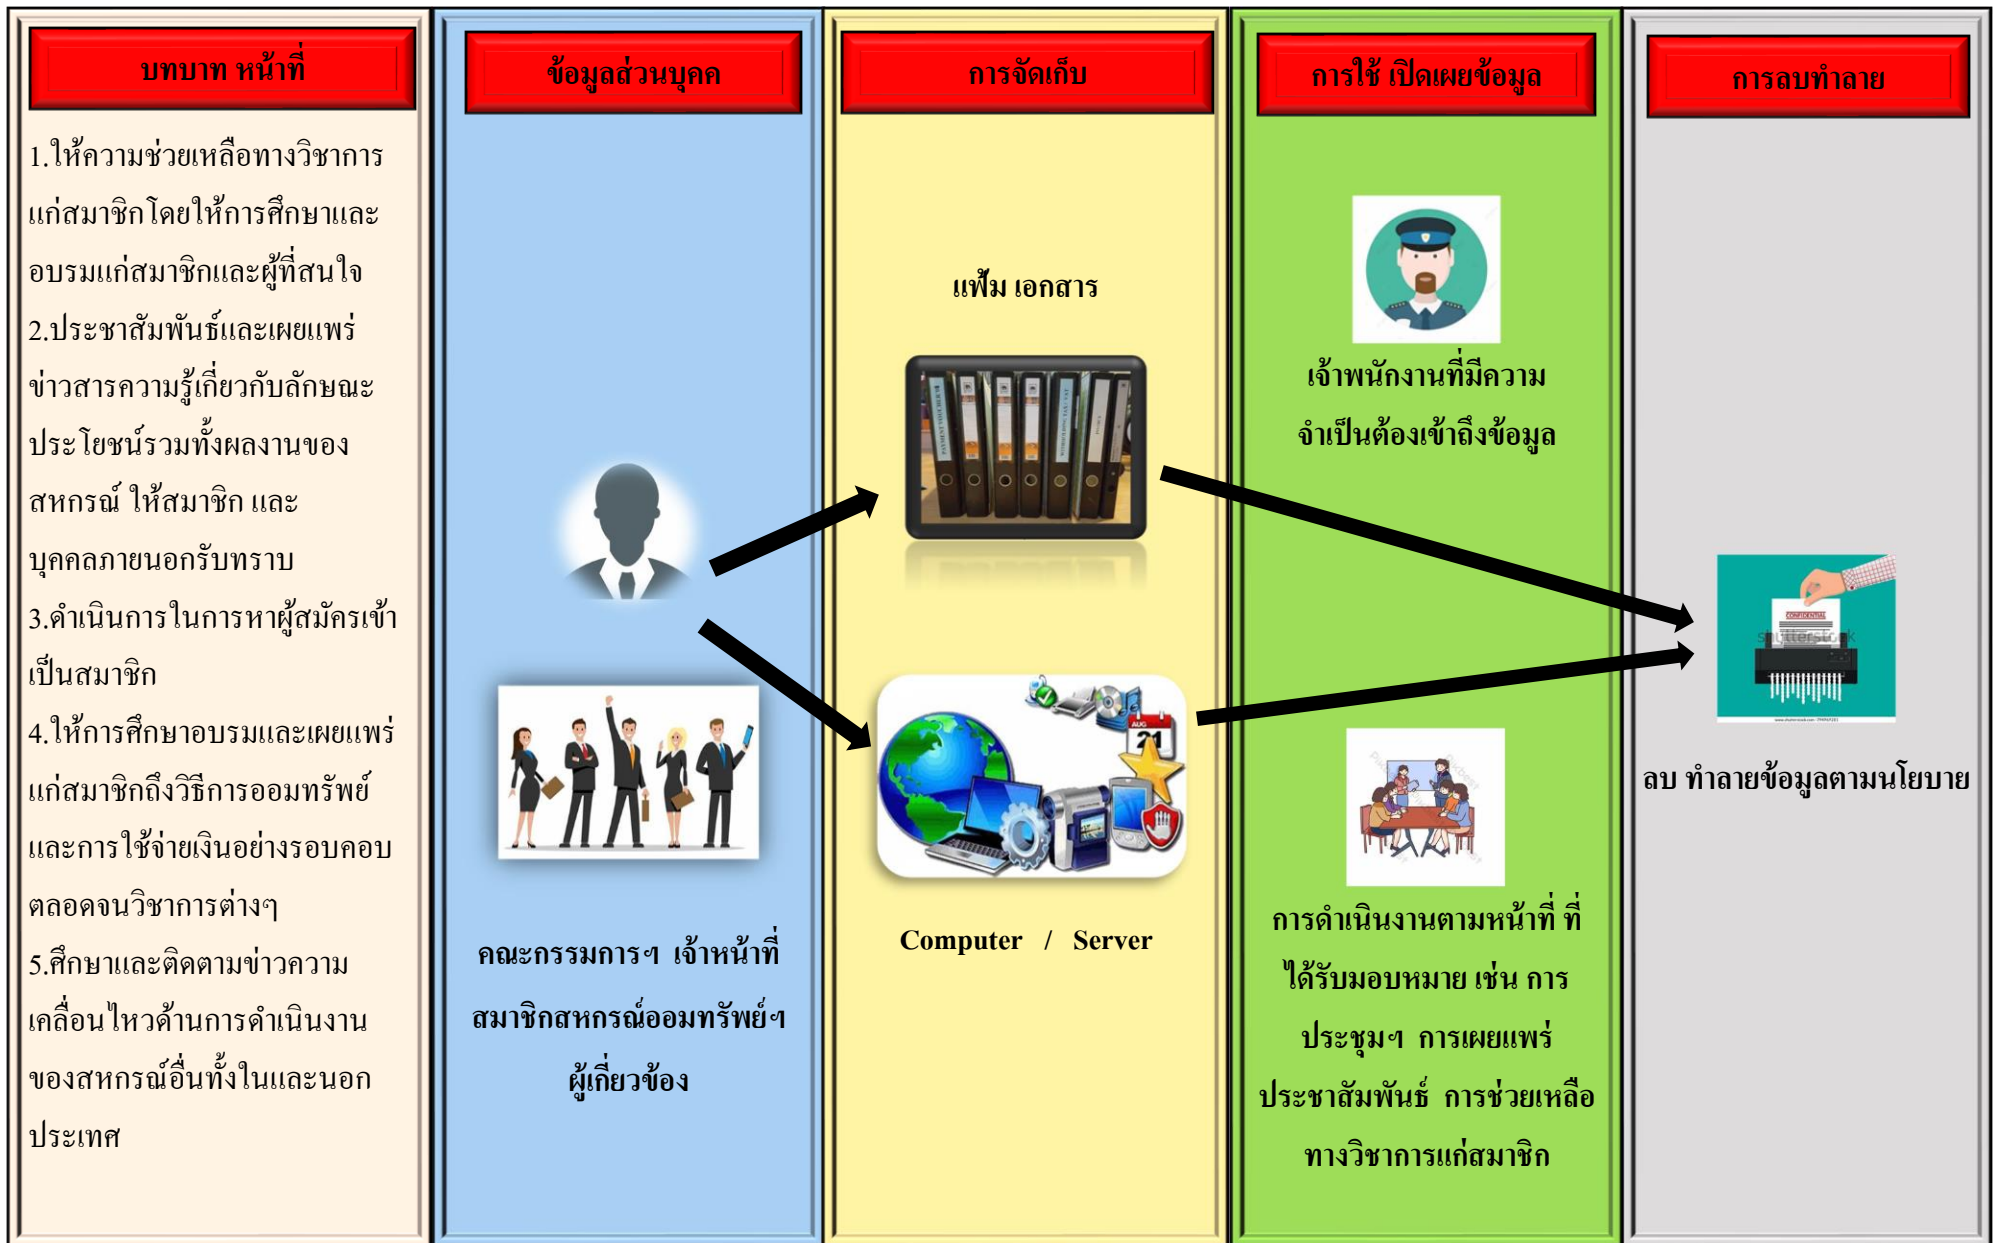 บทบาท หน้าที่
1.ให้ความช่วยเหลือทางวิชาการ
แก่สมาชิกโดยให้การศึกษาและ
อบรมแก่สมาชิกและผู้ที่สนใจ
2.ประชาสัมพันธ์และเผยแพร่
ข่าวสารความรู้เกี่ยวกับลักษณะ
ประโยชน์รวมทั้งผลงานของ
สหกรณ์ ให้สมาชิก และ
บุคคลภายนอกรับทราบ
3.ดำเนินการในการหาผู้สมัครเข้า
เป็นสมาชิก
4.ให้การศึกษาอบรมและเผยแพร่
แก่สมาชิกถึงวิธีการออมทรัพย์
และการใช้จ่ายเงินอย่างรอบคอบ
ตลอดจนวิชาการต่างๆ
5.ศึกษาและติดตามข่าวความ
เคลื่อนไหวด้านการดำเนินงาน
ของสหกรณ์อื่นทั้งในและนอก
ประเทศ
ข้อมูลส่วนบุคค
คณะกรรมการฯ เจ้าหน้าที่
สมาชิกสหกรณ์ออมทรัพย์ฯ
ผู้เกี่ยวข้อง
การจัดเก็บ
แฟ้ม เอกสาร
AUG
21
Computer / Server
การใช้ เปิดเผยข้อมูล
เจ้าพนักงานที่มีความ
จำเป็นต้องเข้าถึงข้อมูล
การดำเนินงานตามหน้าที่ ที่
ได้รับมอบหมาย เช่น การ
ประชุมฯ การเผยแพร่
ประชาสัมพันธ์ การช่วยเหลือ
ทางวิชาการแก่สมาชิก
การลบทำลาย
CONFIDENTIAL
shutterstock
ลบ ทำลายข้อมูลตามนโยบาย